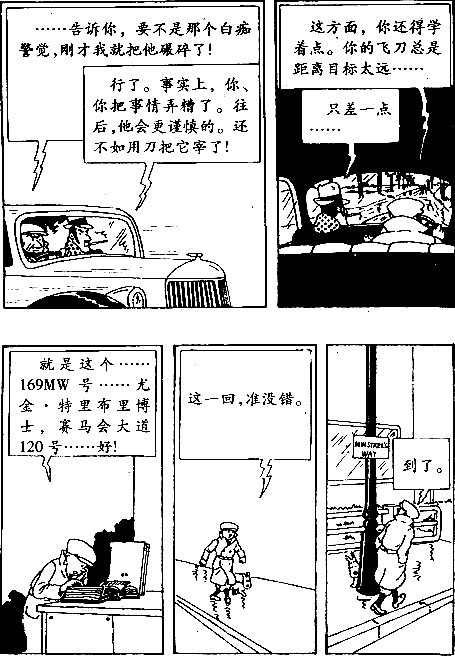 ……告诉你，要不是那个白痴
警觉，刚才我就把他碾碎了！
行了。事实上，你、
你把事情弄糟了。往
后，他会更谨慎的。还
不如用刀把它宰了！
这方面，你还得学
着点。你的飞刀总是
距离目标太远……
只差一点
……
就是这个……
169MW 号……尤
金·特里布里博
士，赛马会大道
120号……好！
这一回，准没错。
MINSTREL'S
WAY
到了。